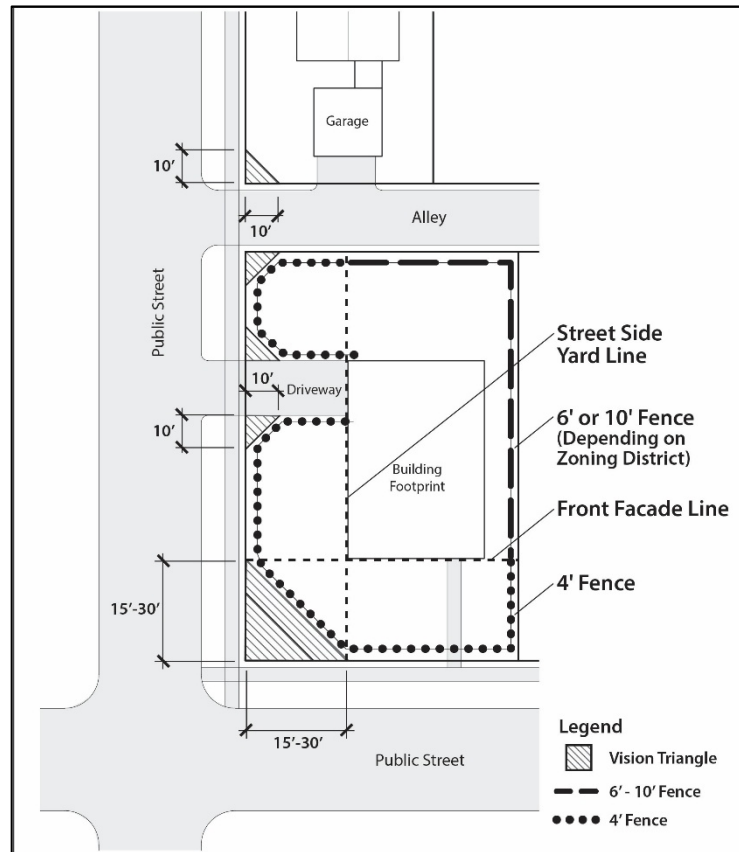 Garage
10’
10’
Alley
Public Street
Street Side
Yard Line
10’
Driveway
10’
6' or 10' Fence
(Depending on
Zoning District)
Building
Footprint
Front Facade Line
4' Fence
15’-30’
15’-30’
Public Street
Legend
Vision Triangle
6’ - 10’ Fence
4’ Fence